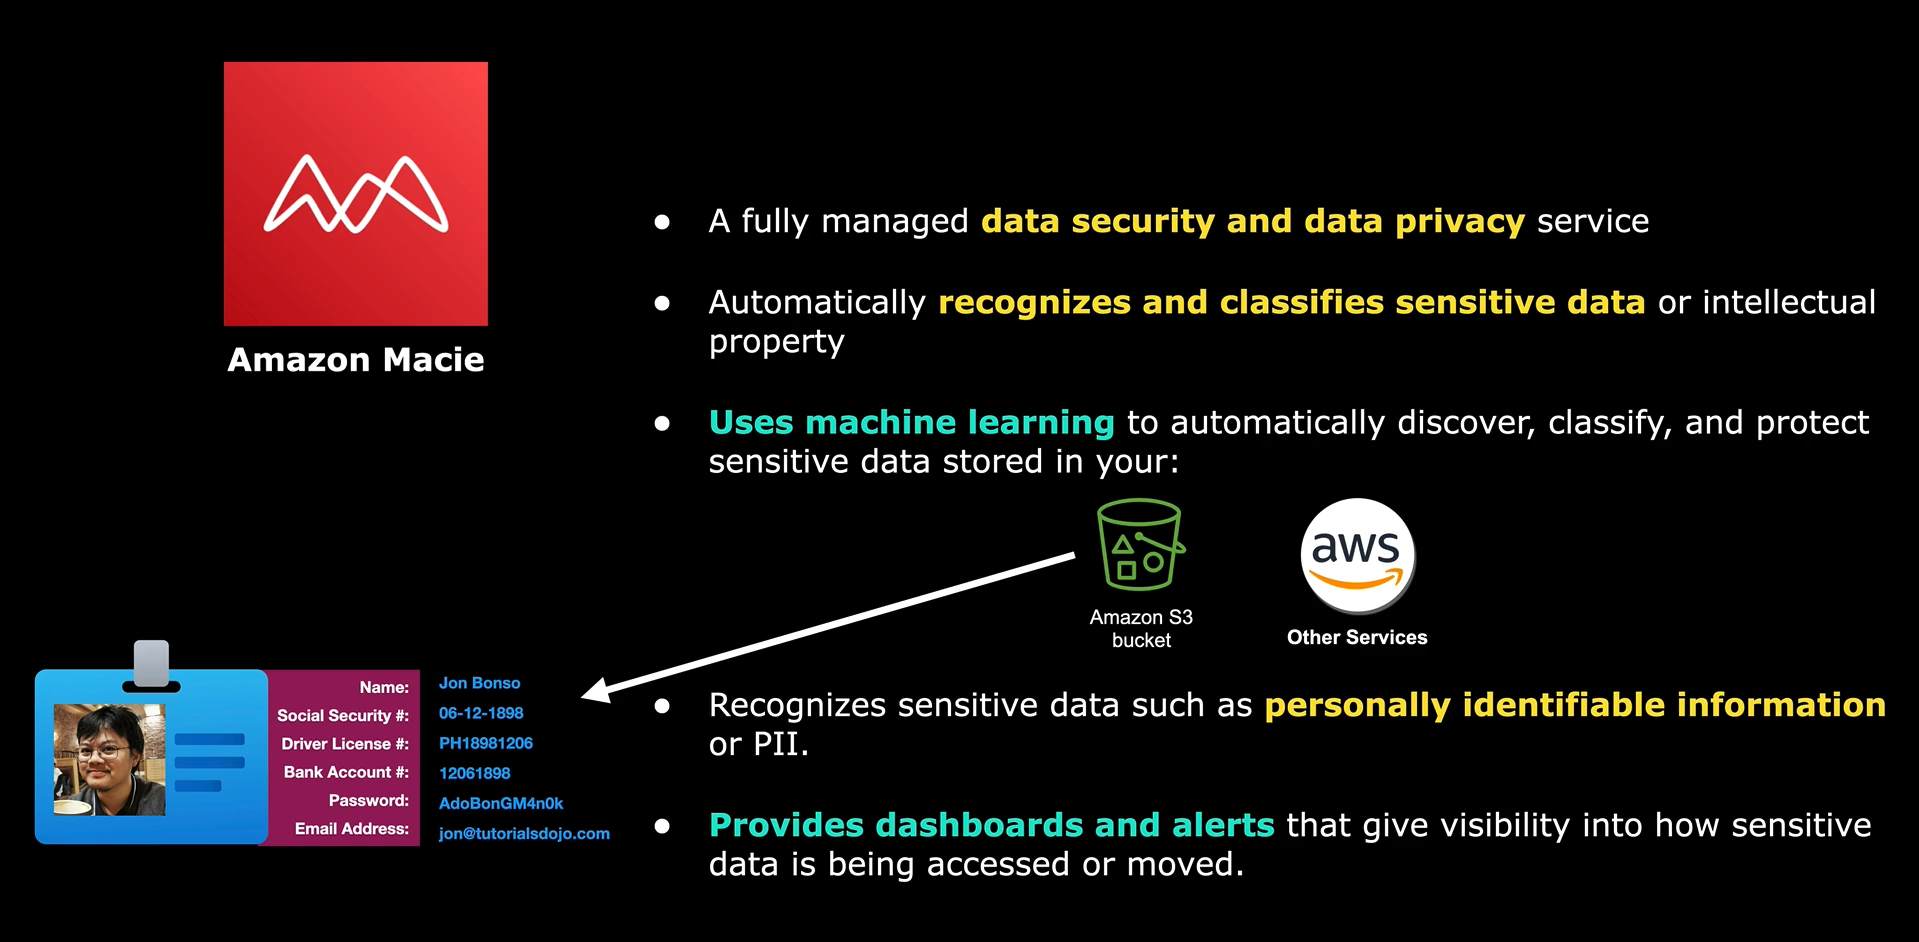 Amazon Macie
● A fully managed data security and data privacy service
● Automatically recognizes and classifies sensitive data or intellectual
property
● Uses machine learning to automatically discover, classify, and protect
sensitive data stored in your:
Amazon S3
bucket
aws
Other Services
Name: Jon Bonso
Social Security #: 06-12-1898
Driver License #: PH18981206
Bank Account #: 12061898
Password: AdoBonGM4n0k
Email Address: jon@tutorialsdojo.com
● Recognizes sensitive data such as personally identifiable information
or PII.
● Provides dashboards and alerts that give visibility into how sensitive
data is being accessed or moved.